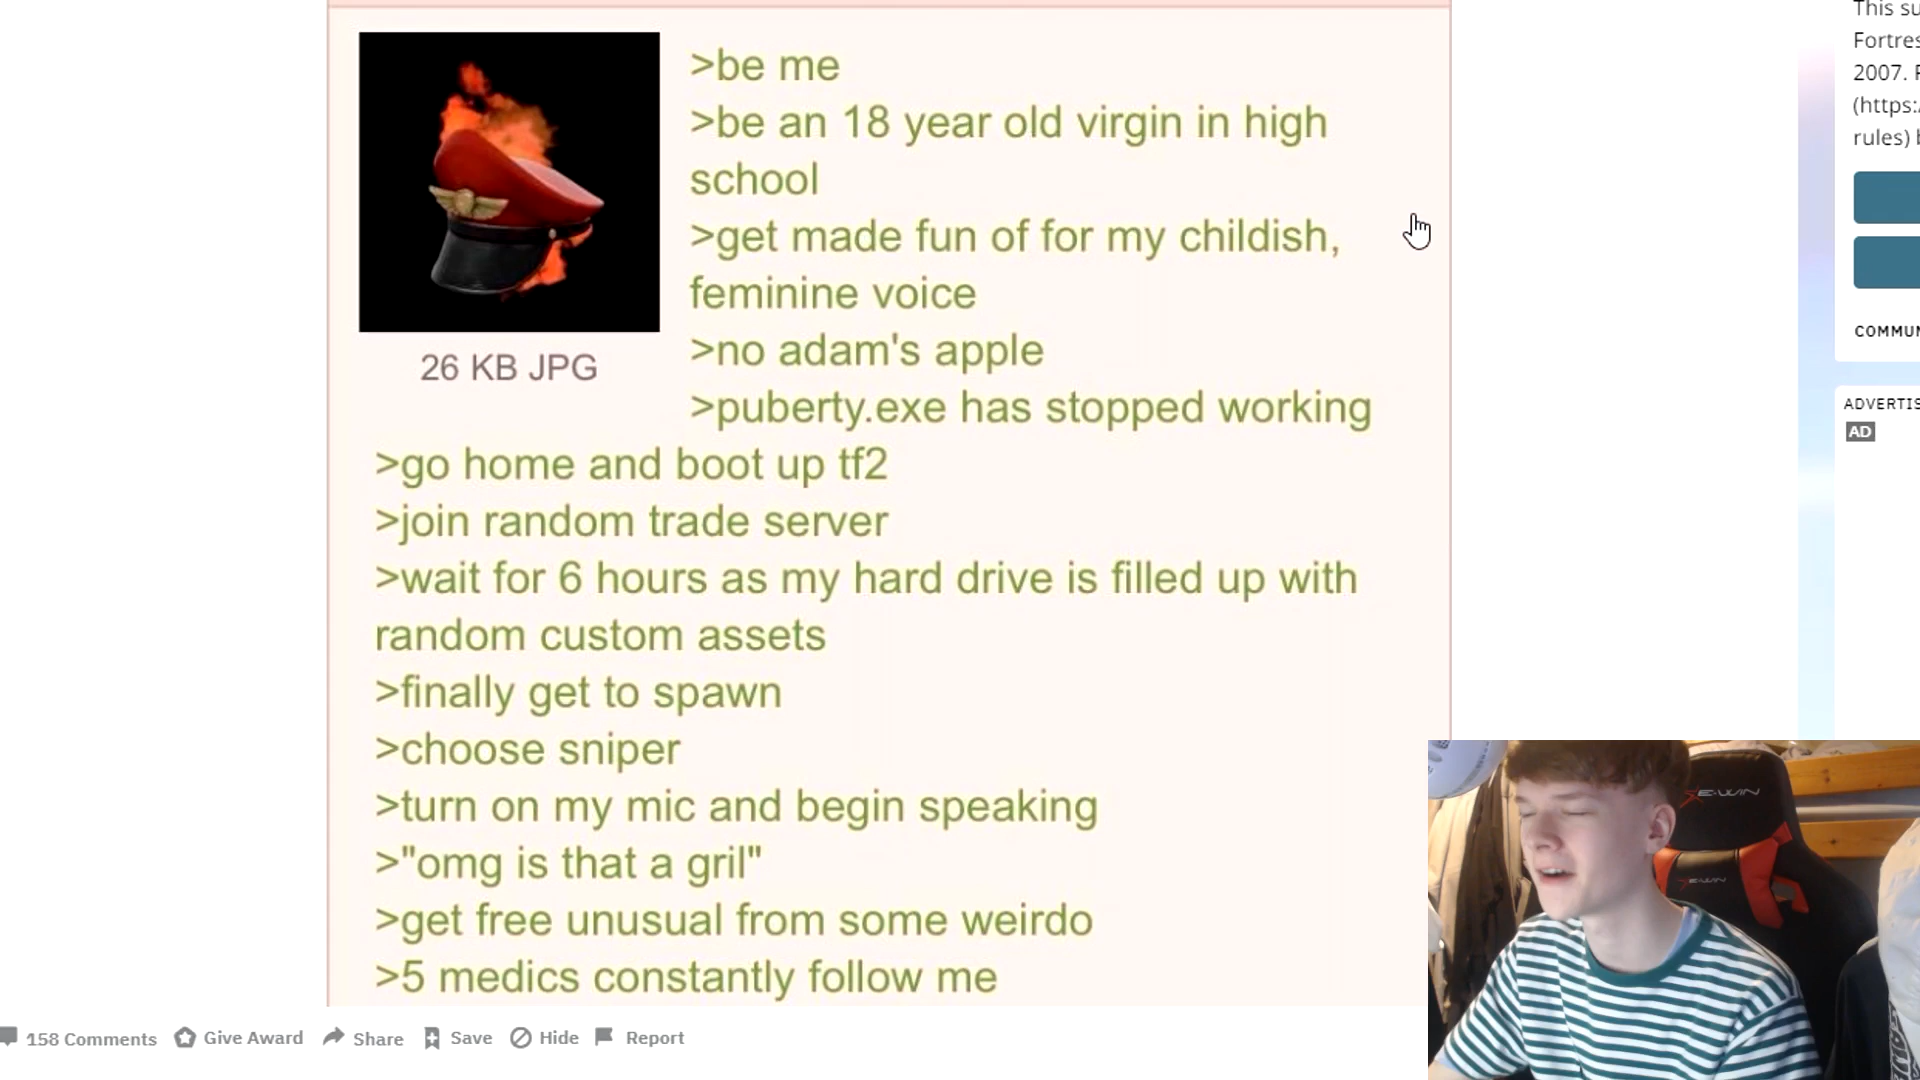 >be me
>be an 18 year old virgin in high
school
>get made fun of for my childish,
feminine voice
>no adam's apple
>puberty.exe has stopped working
26 KB JPG
>go home and boot up tf2
>join random trade server
>wait for 6 hours as my hard drive is filled up with
random custom assets
>finally get to spawn
>choose sniper
>turn on my mic and begin speaking
>"omg is that a gril"
>get free unusual from some weirdo
>5 medics constantly follow me
158 Comments Give Award Share Save Hide Report
This su
Fortres
2007. F
(https:/
rules) b
COMMUN
ADVERTIS
AD
E-WIN
E-WIN